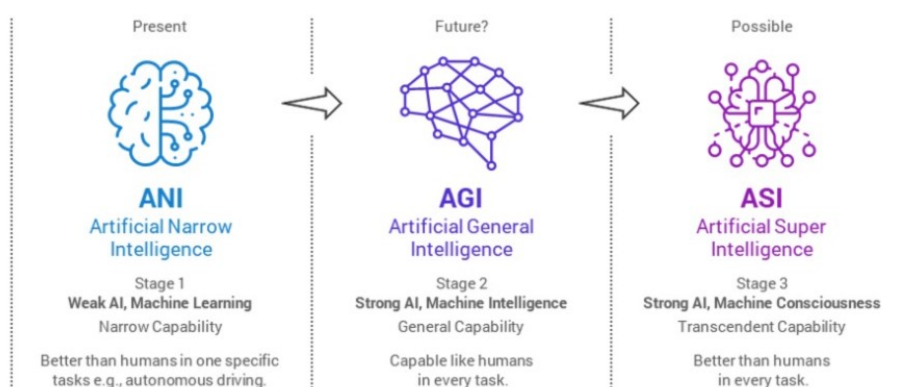 Present
ANI
Artificial Narrow
Intelligence
Stage 1
Weak AI, Machine Learning
Narrow Capability
Better than humans in one specific
tasks e.g., autonomous driving.
Future?
AGI
Artificial General
Intelligence
Stage 2
Strong AI, Machine Intelligence
General Capability
Capable like humans
in every task.
Possible
ASI
Artificial Super
Intelligence
Stage 3
Strong AI, Machine Consciousness
Transcendent Capability
Better than humans
in every task.